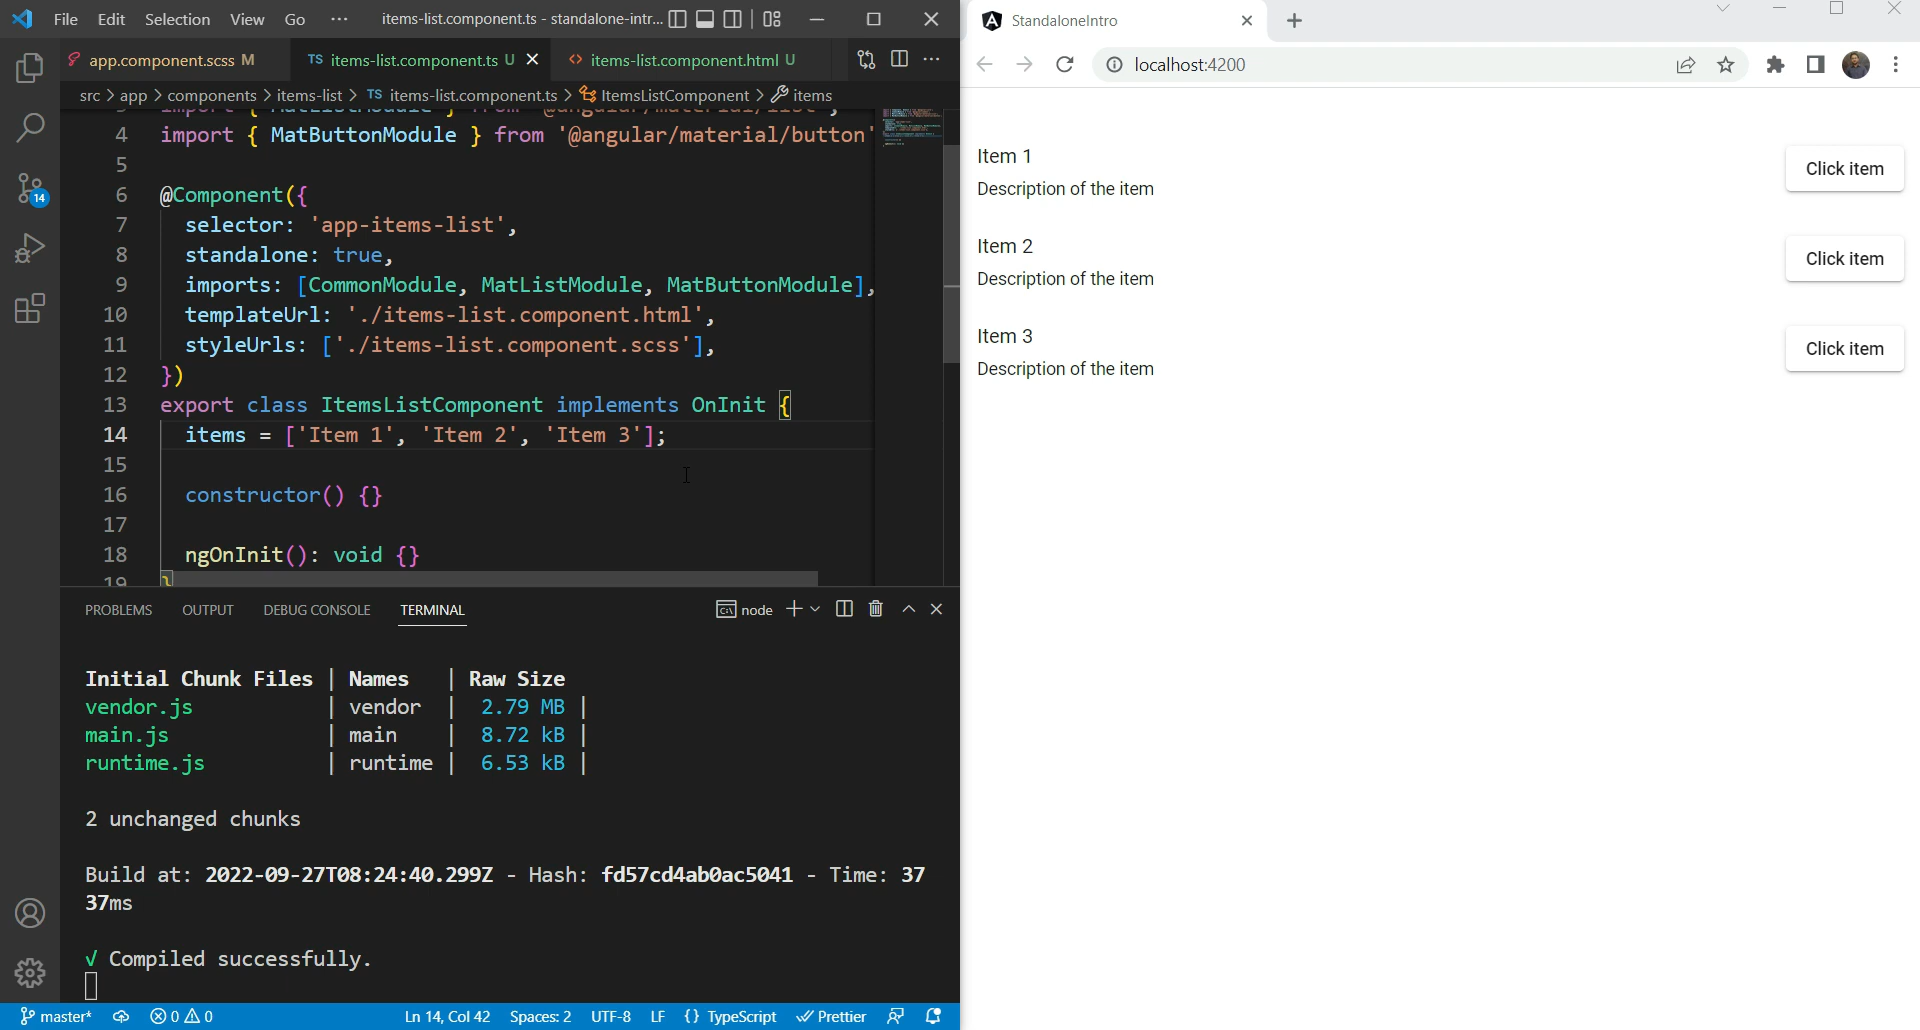 File Edit Selection View Go ··· items-list.component.ts - standalone-intr...
app.component.scss M
TS items-list.component.ts U
<> items-list.component.html U
src > app > components > items-list > TS items-list.component.ts > ItemsListComponent > items
4 import { MatButtonModule } from '@angular/material/button'
5
6 @Component({
7 selector: 'app-items-list',
8 standalone: true,
9 imports: [CommonModule, MatListModule, MatButtonModule],
10 templateUrl: './items-list.component.html',
11 styleUrls: ['./items-list.component.scss'],
12 })
13 export class ItemsListComponent implements OnInit {
14 items = ['Item 1', 'Item 2', 'Item 3'];
15
16 constructor() {}
17
18 ngOnInit(): void {}
19 }
14
PROBLEMS OUTPUT DEBUG CONSOLE TERMINAL
node
Initial Chunk Files | Names | Raw Size
vendor.js | vendor | 2.79 MB |
main.js | main | 8.72 kB |
runtime.js | runtime | 6.53 kB |
2 unchanged chunks
Build at: 2022-09-27T08:24:40.299Z - Hash: fd57cd4ab0ac5041 - Time: 37
37ms
√ Compiled successfully.
master* 0 0 Ln 14, Col 42 Spaces: 2 UTF-8 LF {} TypeScript Prettier
StandaloneIntro
localhost:4200
Item 1
Description of the item
Click item
Item 2
Description of the item
Click item
Item 3
Description of the item
Click item